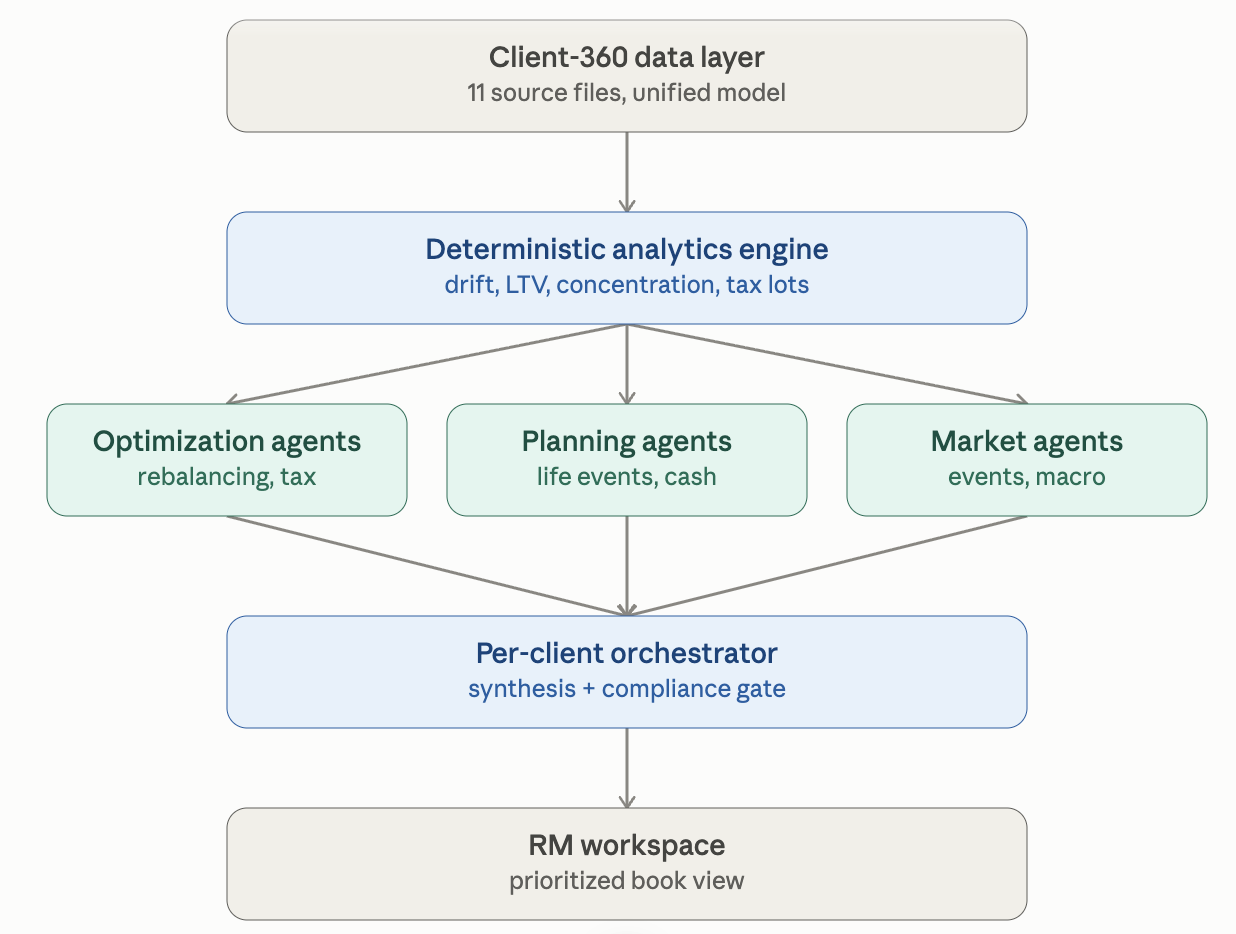 Client-360 data layer
11 source files, unified model
Deterministic analytics engine
drift, LTV, concentration, tax lots
Optimization agents
rebalancing, tax
Planning agents
life events, cash
Market agents
events, macro
Per-client orchestrator
synthesis + compliance gate
RM workspace
prioritized book view